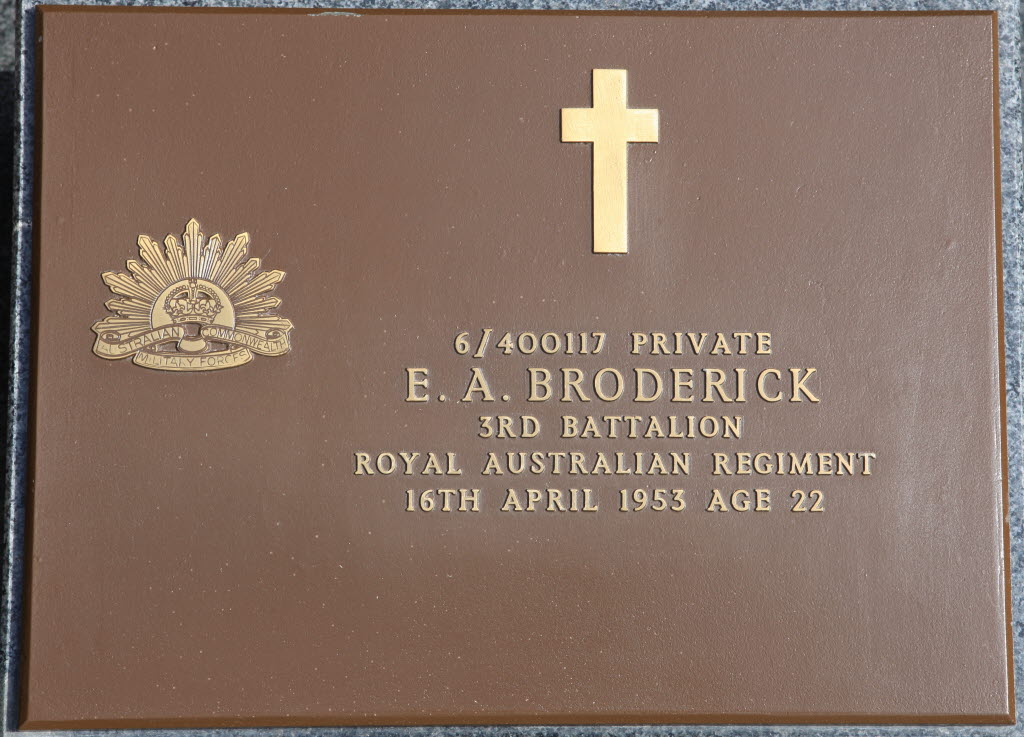 AUSTRALIAN COMMONWEALTH
MILITARY FORCES
6/400117 PRIVATE
E. A. BRODERICK
3RD BATTALION
ROYAL AUSTRALIAN REGIMENT
16TH APRIL 1953 AGE 22